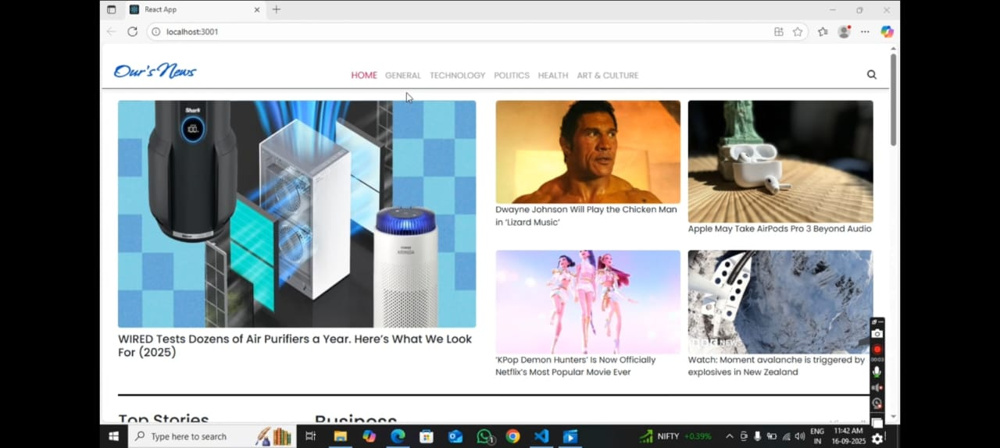 React App
localhost:3001
Our's News
HOME GENERAL TECHNOLOGY POLITICS HEALTH ART & CULTURE
Shark
100
WIRED Tests Dozens of Air Purifiers a Year. Here's What We Look
For (2025)
Dwayne Johnson Will Play the Chicken Man
in 'Lizard Music'
Apple May Take AirPods Pro 3 Beyond Audio
'KPop Demon Hunters' Is Now Officially
Netflix's Most Popular Movie Ever
NEWS
Watch: Moment avalanche is triggered by
explosives in New Zealand
00:03
Top Stories
Business
Type here to search
1
NIFTY +0.39%
ENG
IN
11:42 AM
16-09-2025